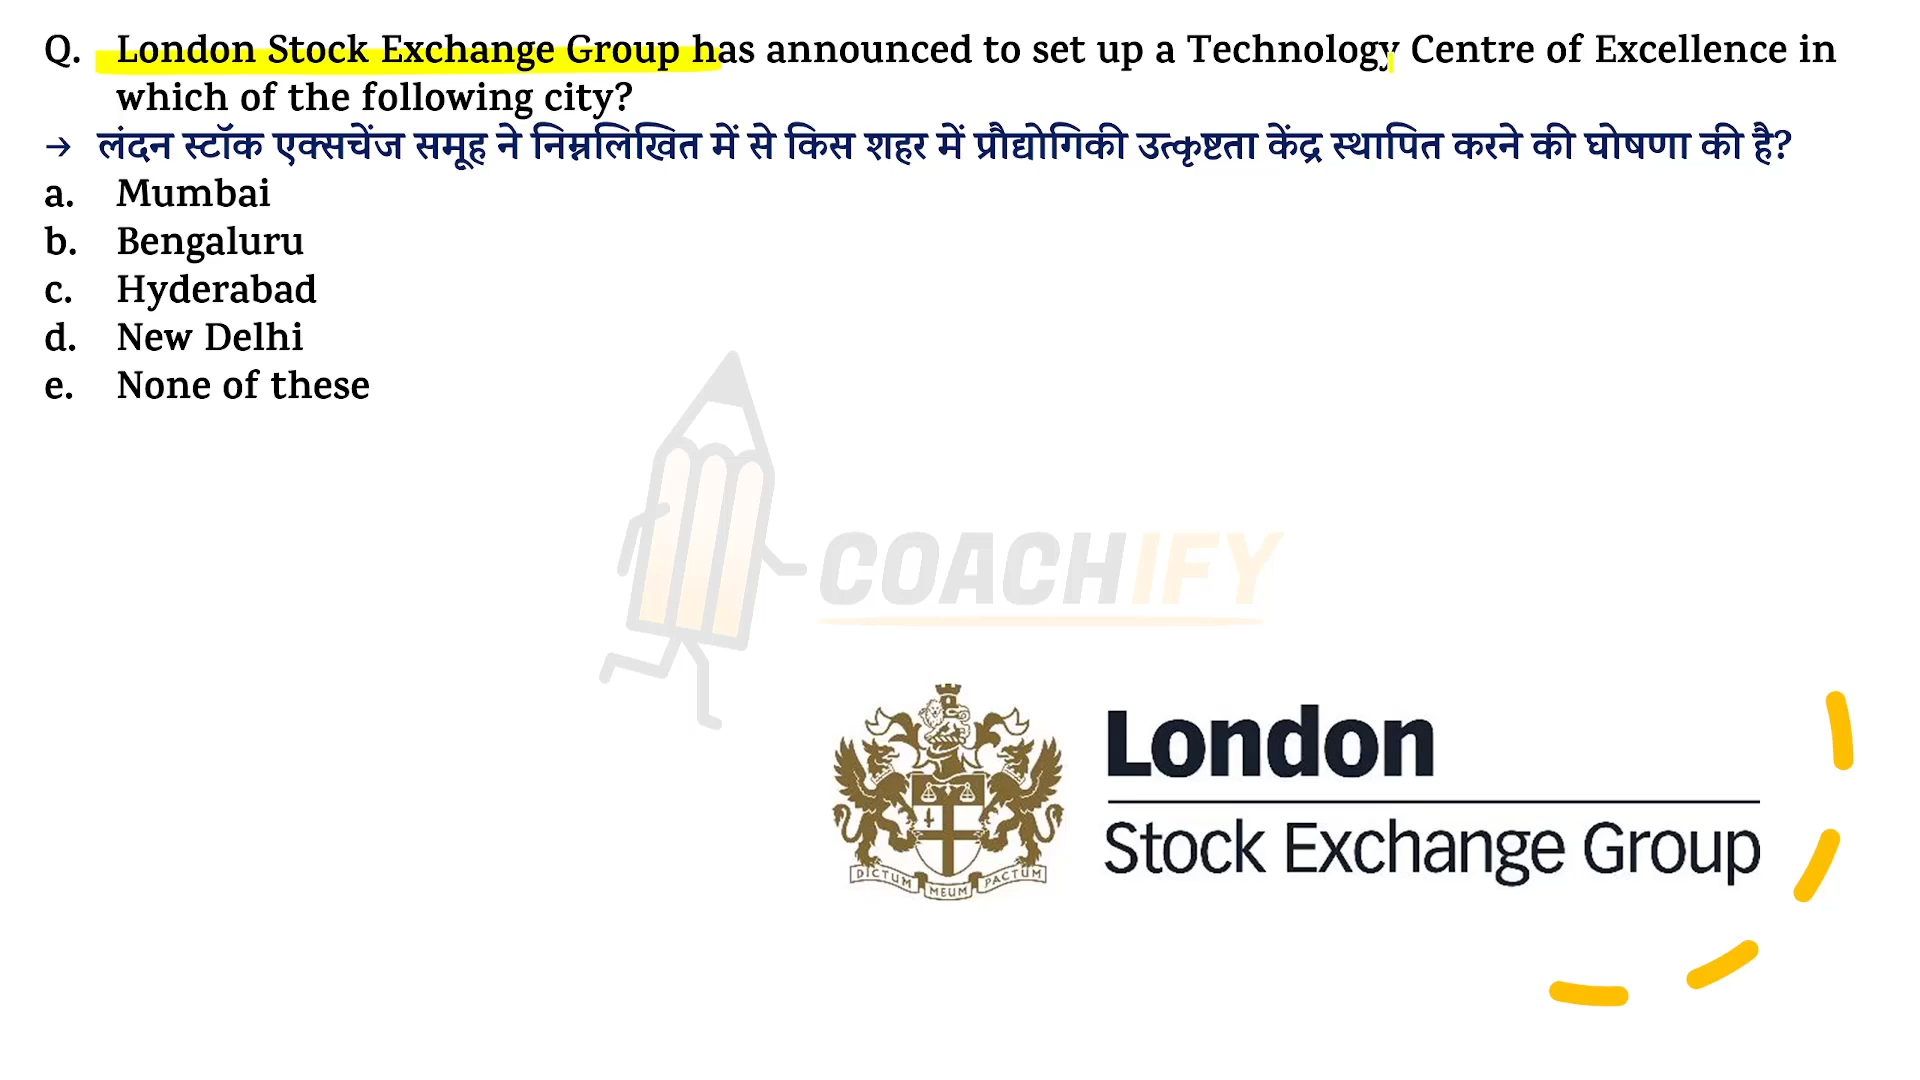 Q. London Stock Exchange Group has announced to set up a Technology Centre of Excellence in
which of the following city?
→ लंदन स्टॉक एक्सचेंज समूह ने निम्नलिखित में से किस शहर में प्रौद्योगिकी उत्कृष्टता केंद्र स्थापित करने की घोषणा की है?
a. Mumbai
b. Bengaluru
c. Hyderabad
d. New Delhi
e. None of these
COACHIFY
London
Stock Exchange Group
DICTUM MEUM PACTUM